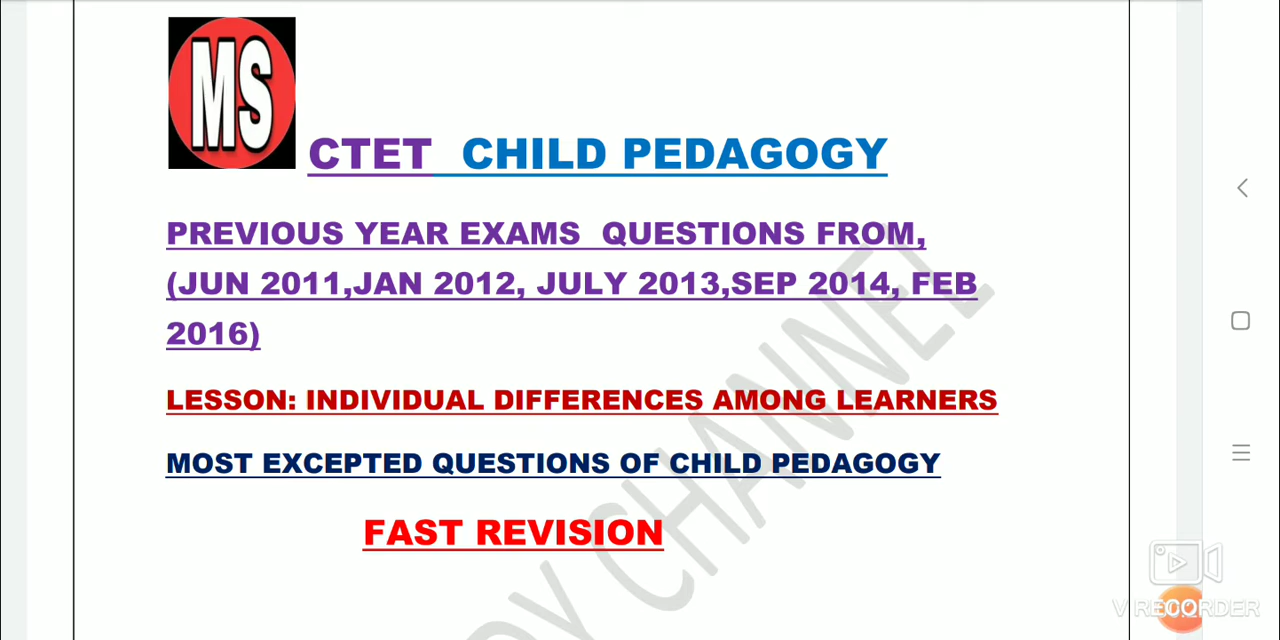 MS
CTET CHILD PEDAGOGY
PREVIOUS YEAR EXAMS QUESTIONS FROM,
(JUN 2011,JAN 2012, JULY 2013,SEP 2014, FEB
2016)
LESSON: INDIVIDUAL DIFFERENCES AMONG LEARNERS
MOST EXCEPTED QUESTIONS OF CHILD PEDAGOGY
FAST REVISION
CHANNEL
V RECORDER